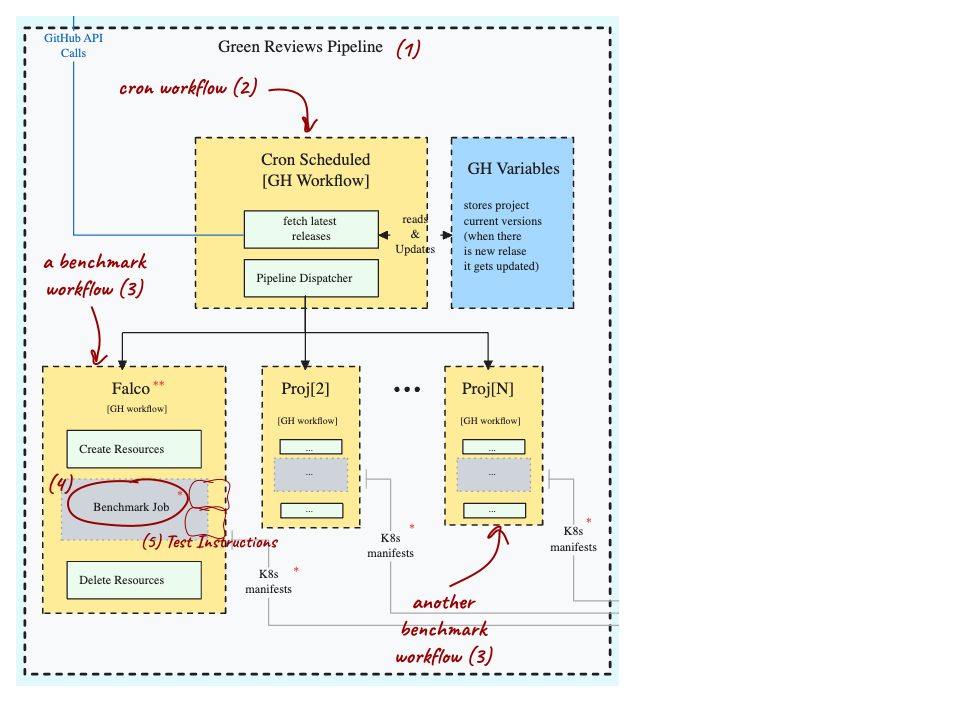 GitHub API
Calls
Green Reviews Pipeline (1)
cron workflow (2)
Cron Scheduled
[GH Workflow]
fetch latest
releases
Pipeline Dispatcher
reads
&
Updates
GH Variables
stores project
current versions
(when there
is new relase
it gets updated)
a benchmark
workflow (3)
Falco **
[GH workflow]
Create Resources
(4)
Benchmark Job *
(5) Test Instructions
Delete Resources
K8s *
manifests
Proj[2]
[GH workflow]
...
...
...
K8s *
manifests
•••
Proj[N]
[GH workflow]
...
...
...
K8s *
manifests
another
benchmark
workflow (3)